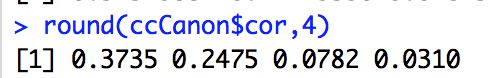 > round(ccCanon$cor,4)
[1] 0.3735 0.2475 0.0782 0.0310